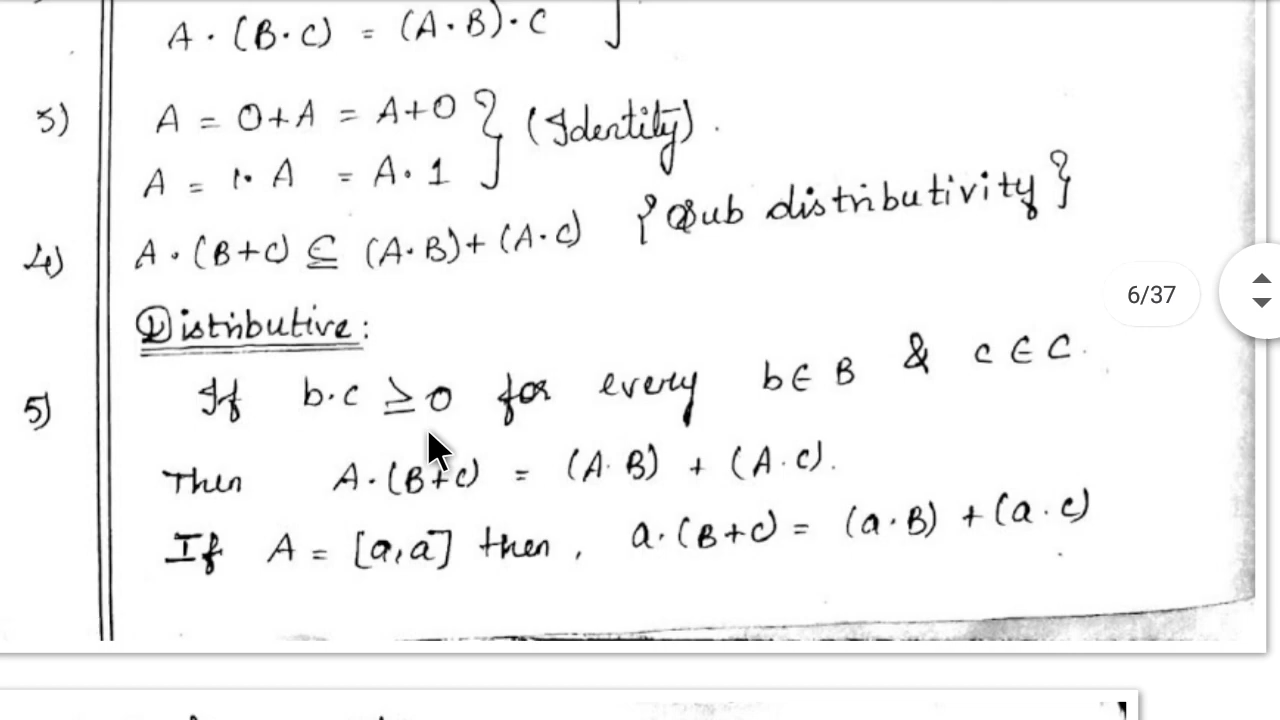 A · (B·C) = (A·B)·C ]
3) A = 0+A = A+0 } (Identity).
A = 1· A = A· 1
4) A · (B+C) ⊆ (A·B)+(A·C) {Sub distributivity}
Distributive:
5) If b·c ≥ 0 for every b∈B & c∈C.
Then A·(B+C) = (A·B) + (A·C).
If A = [a,a] then, a·(B+C) = (a·B) + (a·C)
6/37